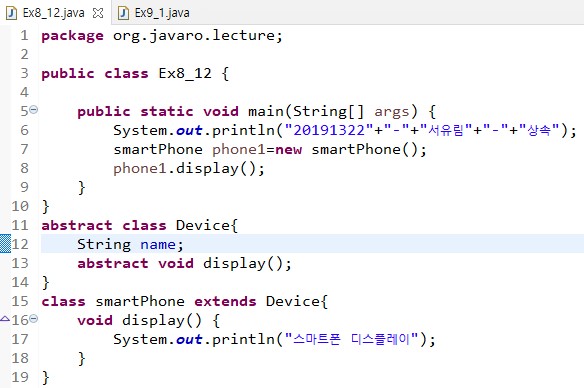 Ex8_12.java Ex9_1.java
1 package org.javaro.lecture;
2
3 public class Ex8_12 {
4
5 public static void main(String[] args) {
6 System.out.println("20191322"+"-"+"서유림"+"-"+"상속");
7 smartPhone phone1=new smartPhone();
8 phone1.display();
9 }
10 }
11 abstract class Device{
12 String name;
13 abstract void display();
14 }
15 class smartPhone extends Device{
16 void display() {
17 System.out.println("스마트폰 디스플레이");
18 }
19 }